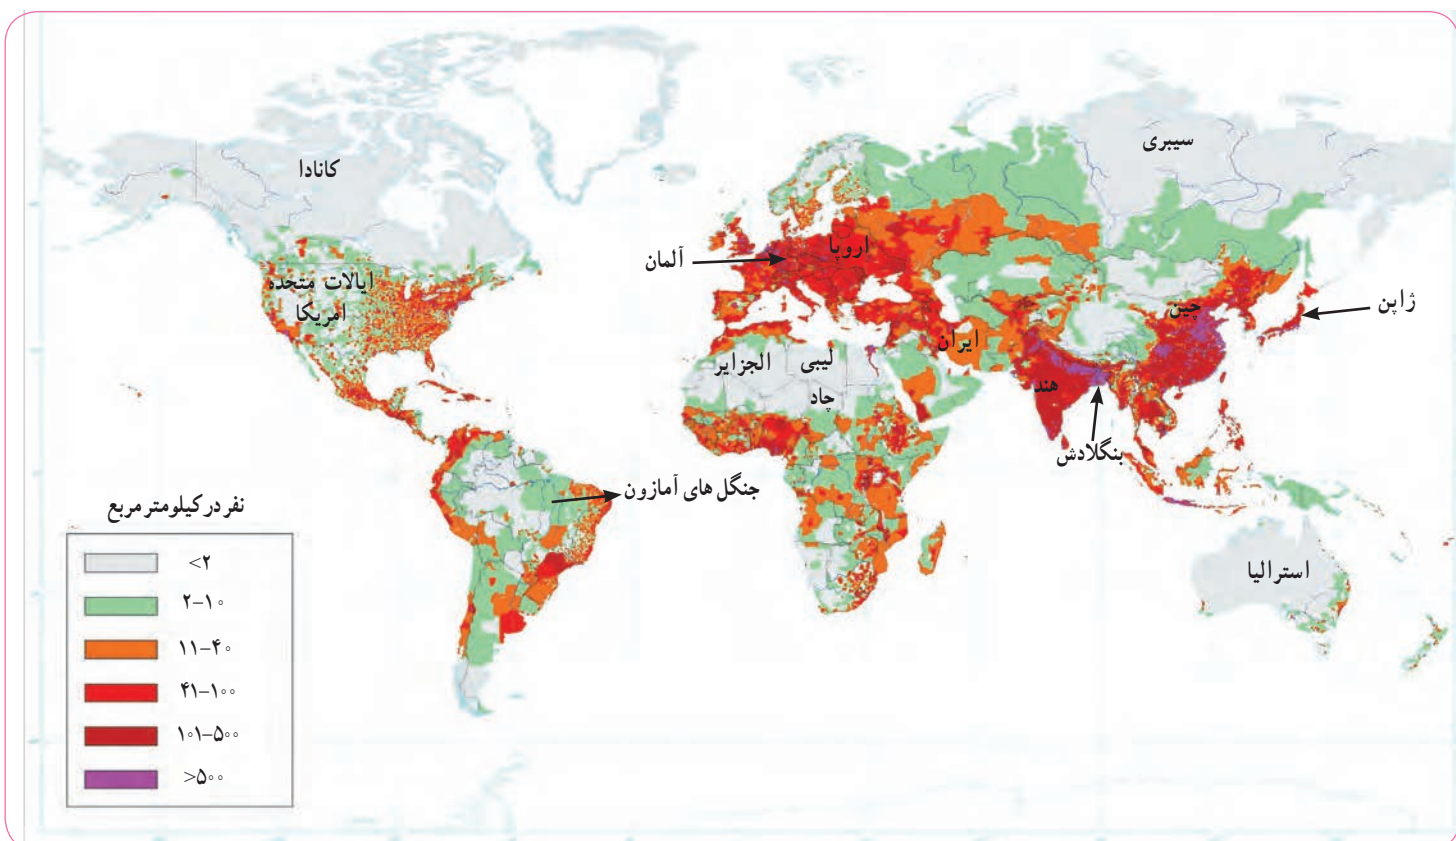 کانادا
سیبری
آلمان
اروپا
ایالات متحده
امریکا
چین
ژاپن
ایران
لیبی
الجزایر
چاد
هند
بنگلادش
جنگل های آمازون
استرالیا
نفر در کیلومتر مربع
<۲
۲-۱۰
۱۱-۴۰
۴۱-۱۰۰
۱۰۱-۵۰۰
>۵۰۰